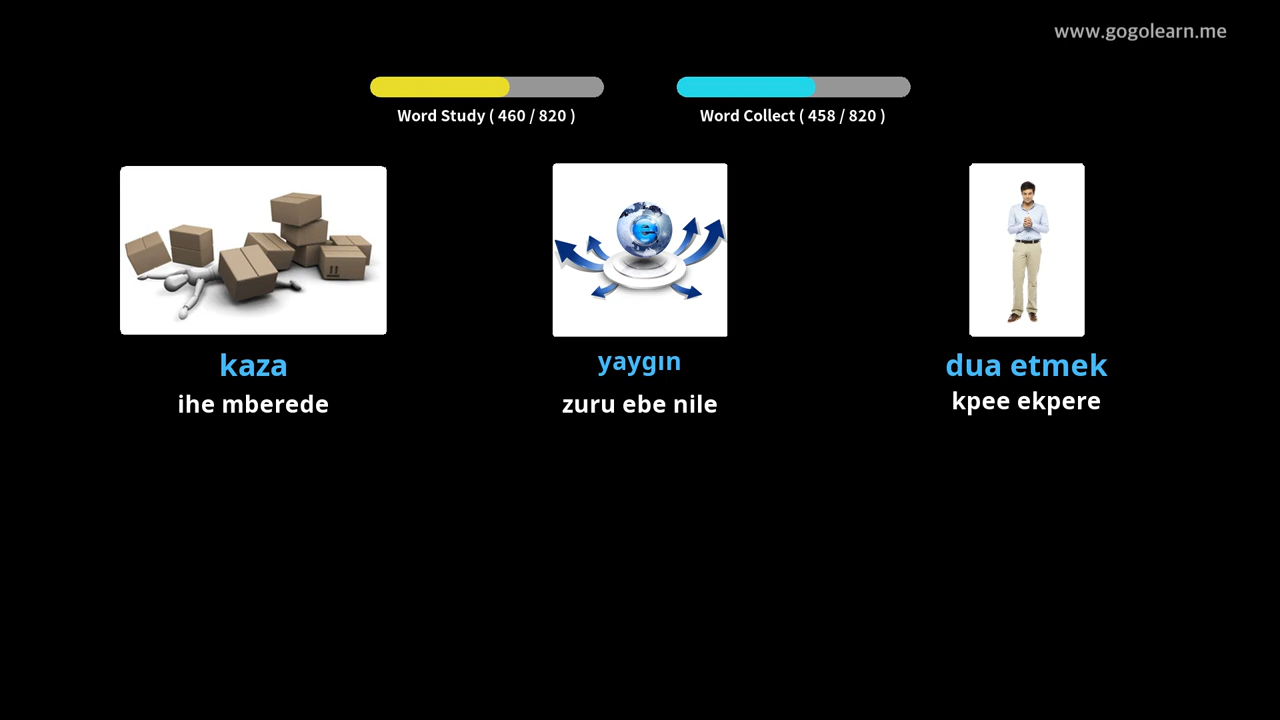 www.gogolearn.me
Word Study ( 460 / 820 )
Word Collect ( 458 / 820 )
e
kaza
yaygın
dua etmek
ihe mberede
zuru ebe nile
kpee ekpere